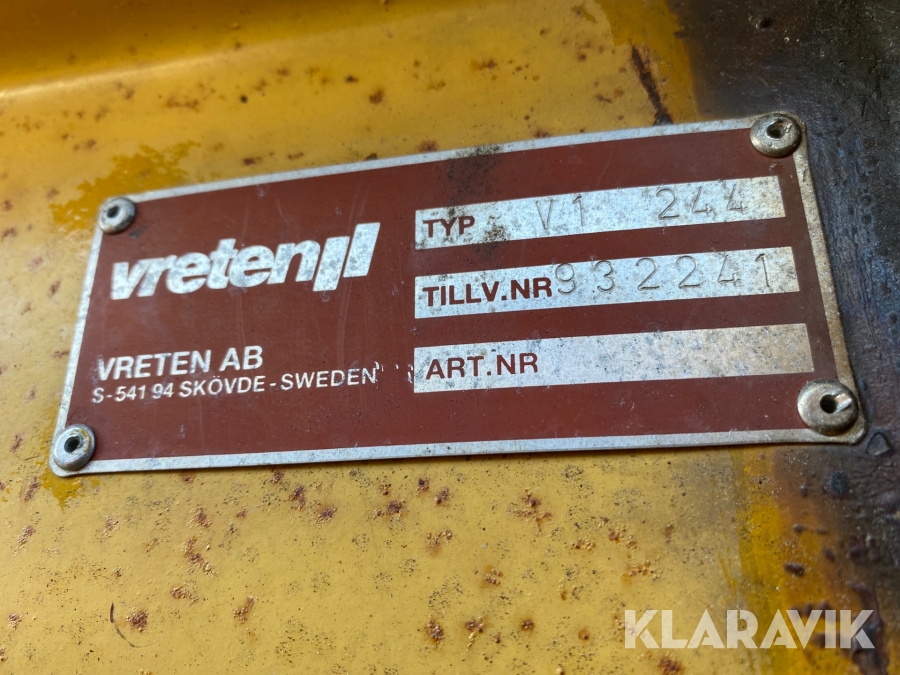 vreten
VRETEN AB
S-541 94 SKÖVDE-SWEDEN
TYP V1 244
TILLV.NR 932241
ART.NR
KLARAVIK